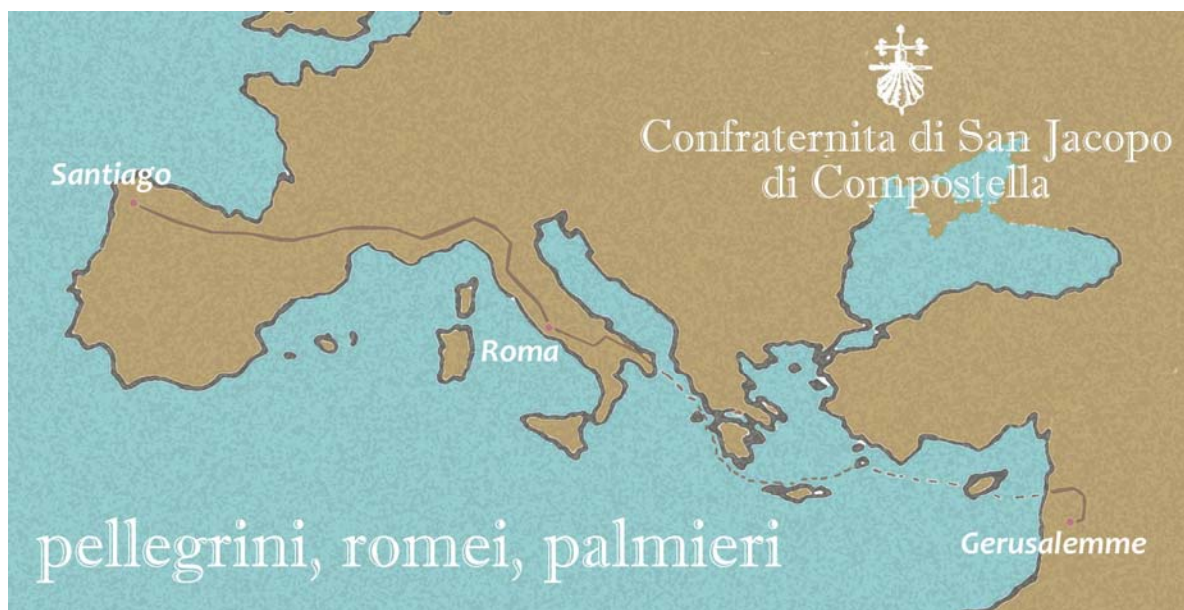 Confraternita di San Jacopo
di Compostella
Santiago
Roma
Gerusalemme
pellegrini, romei, palmieri